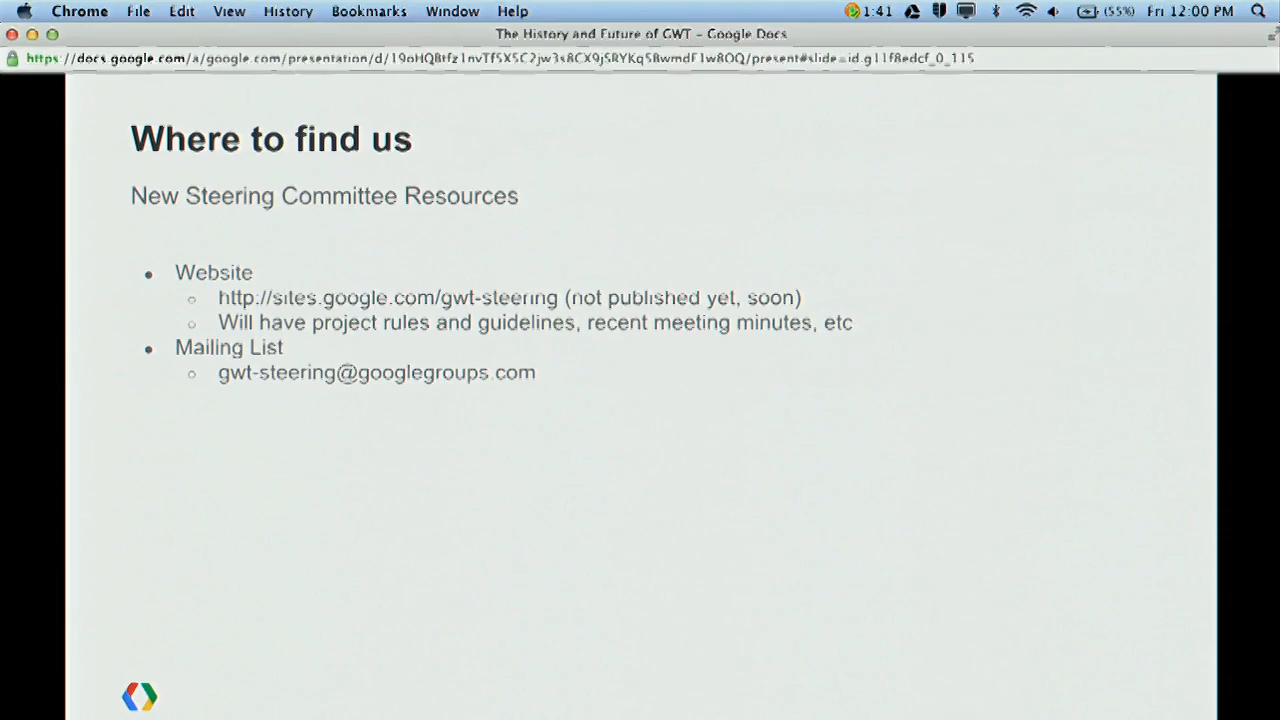 Chrome File Edit View History Bookmarks Window Help 1:41 (55%) Fri 12:00 PM
The History and Future of GWT - Google Docs
Where to find us
New Steering Committee Resources
Website
http://sites.google.com/gwt-steering (not published yet, soon)
Will have project rules and guidelines, recent meeting minutes, etc
Mailing List
gwt-steering@googlegroups.com